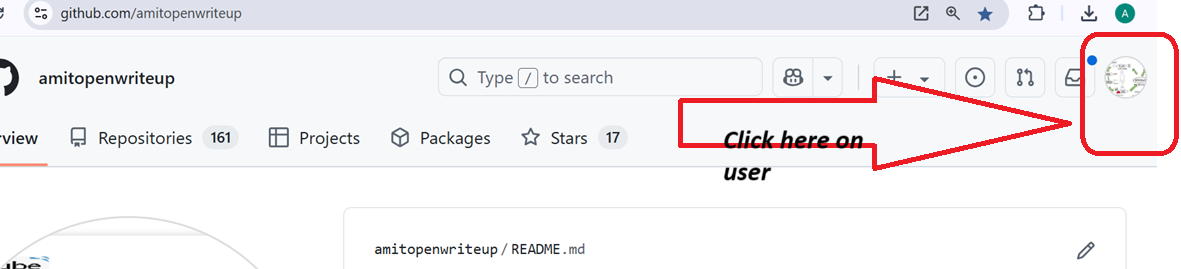 github.com/amitopenwriteup
A
amitopenwriteup
Type / to search
rview
Repositories 161
Projects
Packages
Stars 17
Click here on
user
amitopenwriteup / README.md
ube